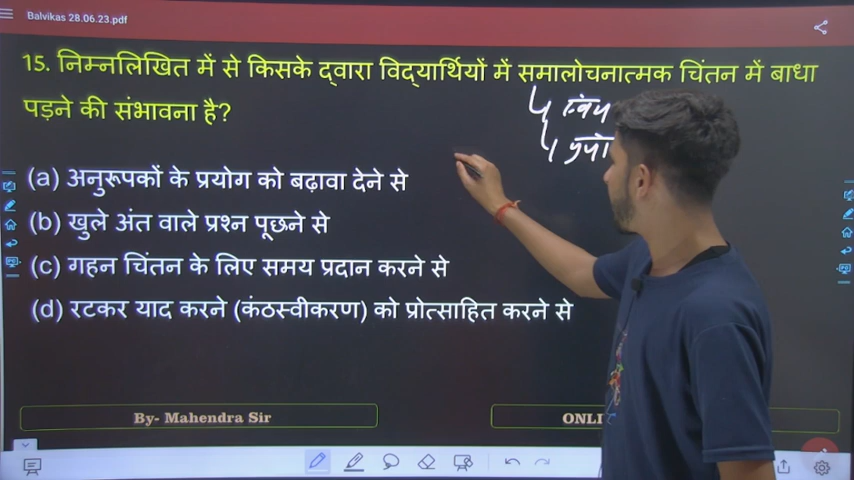 Balvikas 28.06.23.pdf
15. निम्नलिखित में से किसके द्वारा विद्यार्थियों में समालोचनात्मक चिंतन में बाधा
पड़ने की संभावना है?
(a) अनुरूपकों के प्रयोग को बढ़ावा देने से
(b) खुले अंत वाले प्रश्न पूछने से
(c) गहन चिंतन के लिए समय प्रदान करने से
(d) रटकर याद करने (कंठस्वीकरण) को प्रोत्साहित करने से
By- Mahendra Sir